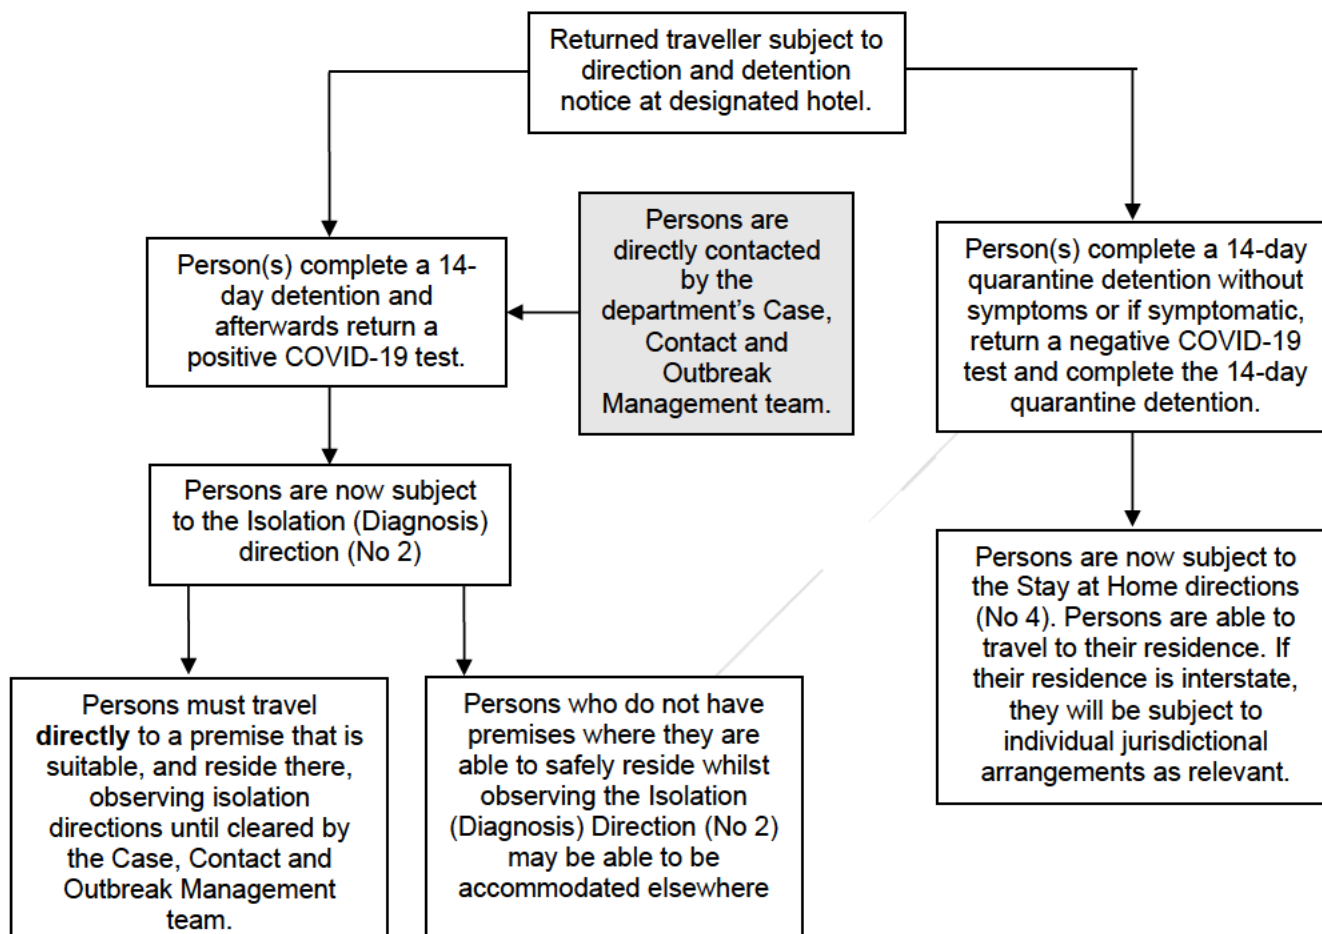 Returned traveller subject to
direction and detention
notice at designated hotel.
Persons are
directly contacted
by the
department's Case,
Contact and
Outbreak
Management team.
Person(s) complete a 14-
day detention and
afterwards return a
positive COVID-19 test.
Person(s) complete a 14-day
quarantine detention without
symptoms or if symptomatic,
return a negative COVID-19
test and complete the 14-day
quarantine detention.
Persons are now subject
to the Isolation (Diagnosis)
direction (No 2)
Persons are now subject to
the Stay at Home directions
(No 4). Persons are able to
travel to their residence. If
their residence is interstate,
they will be subject to
individual jurisdictional
arrangements as relevant.
Persons must travel
directly to a premise that is
suitable, and reside there,
observing isolation
directions until cleared by
the Case, Contact and
Outbreak Management
team.
Persons who do not have
premises where they are
able to safely reside whilst
observing the Isolation
(Diagnosis) Direction (No 2)
may be able to be
accommodated elsewhere